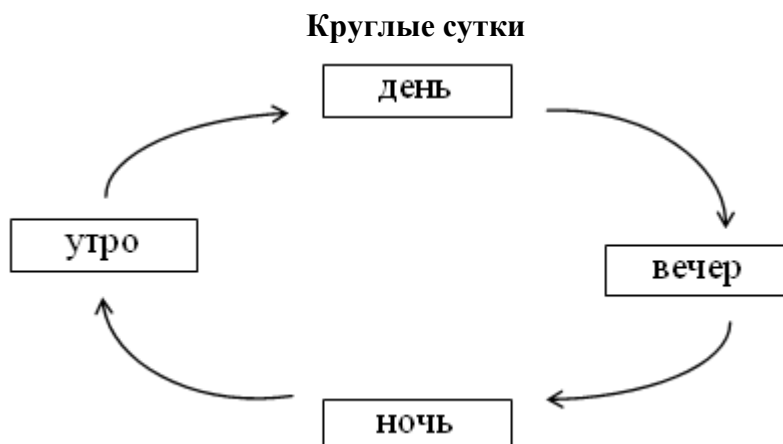 Круглые сутки
день
утро
вечер
ночь